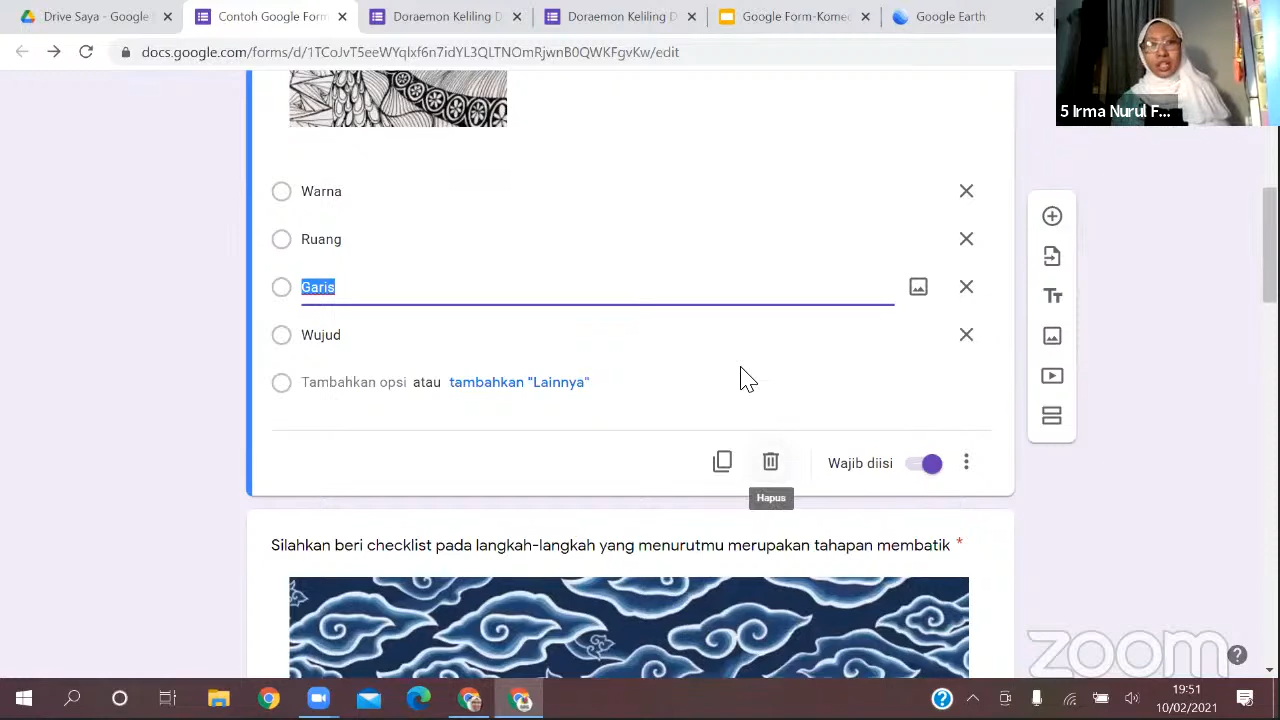 Drive Saya - Google
Contoh Google Form
Doraemon Keliling D
Doraemon Keliling D
Google Form-Kome
Google Earth
docs.google.com/forms/d/1TCoJvT5eeWYqIxf6n7idYL3QLTNOmRjwnB0QWKFgvKw/edit
5 Irma Nurul F...
Warna
Ruang
Garis
Wujud
Tambahkan opsi atau tambahkan "Lainnya"
Wajib diisi
Hapus
Silahkan beri checklist pada langkah-langkah yang menurutmu merupakan tahapan membatik *
zoom
19:51
10/02/2021